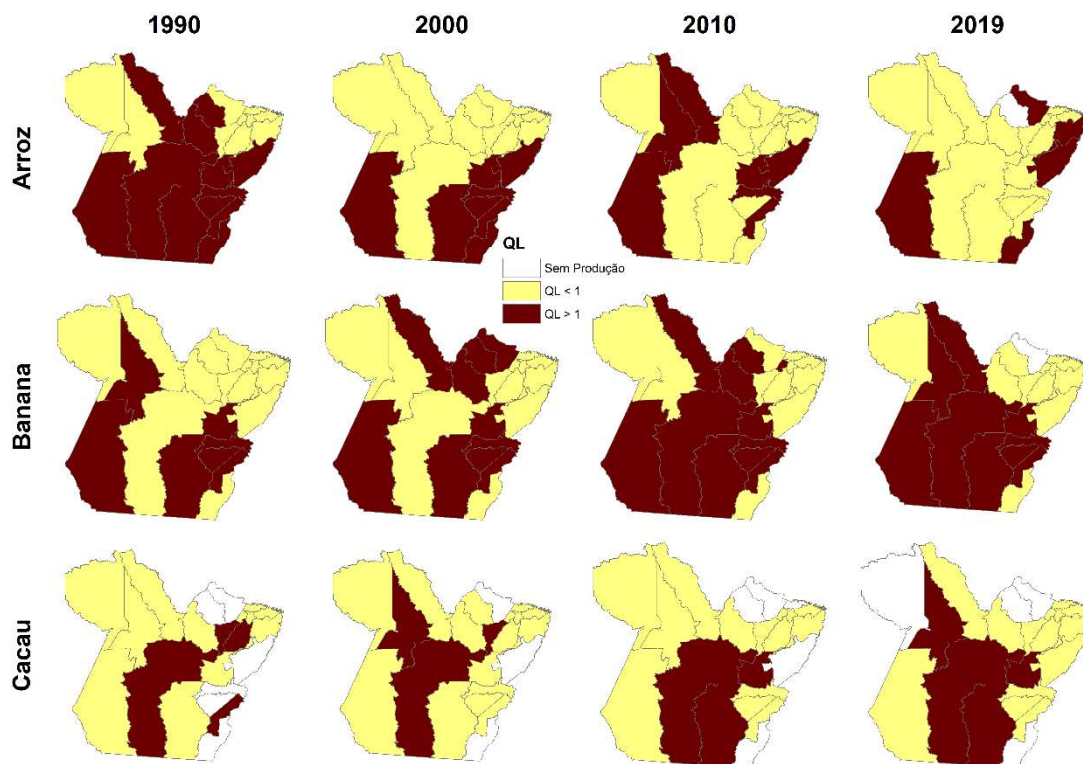 1990 2000 2010 2019
Arroz
QL
Sem Produção
QL < 1
QL > 1
Banana
Cacau